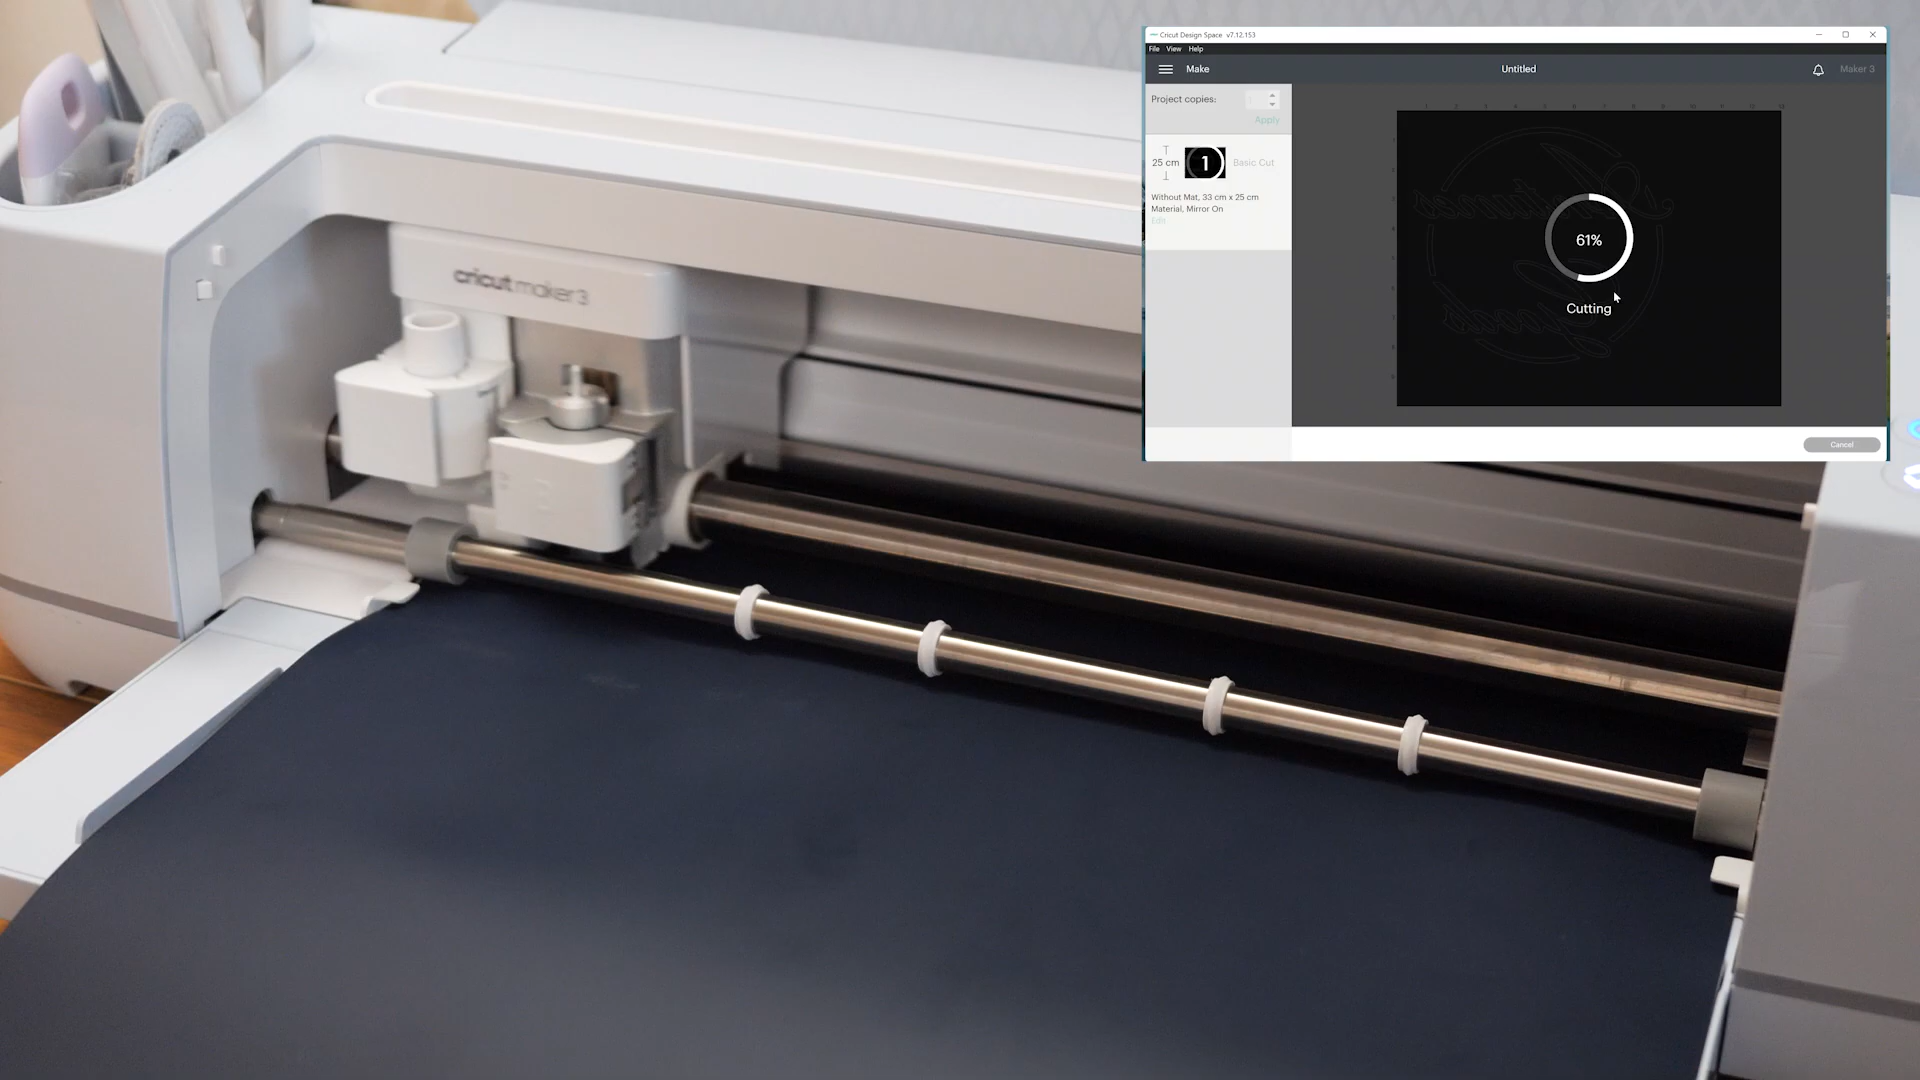 Cricut Design Space v7.12.153
File View Help
Make
Untitled
Maker 3
Project copies:
Apply
25 cm
1
Basic Cut
Without Mat, 33 cm x 25 cm
Material, Mirror On
Edit
61%
Cutting
Cancel
cricut maker 3